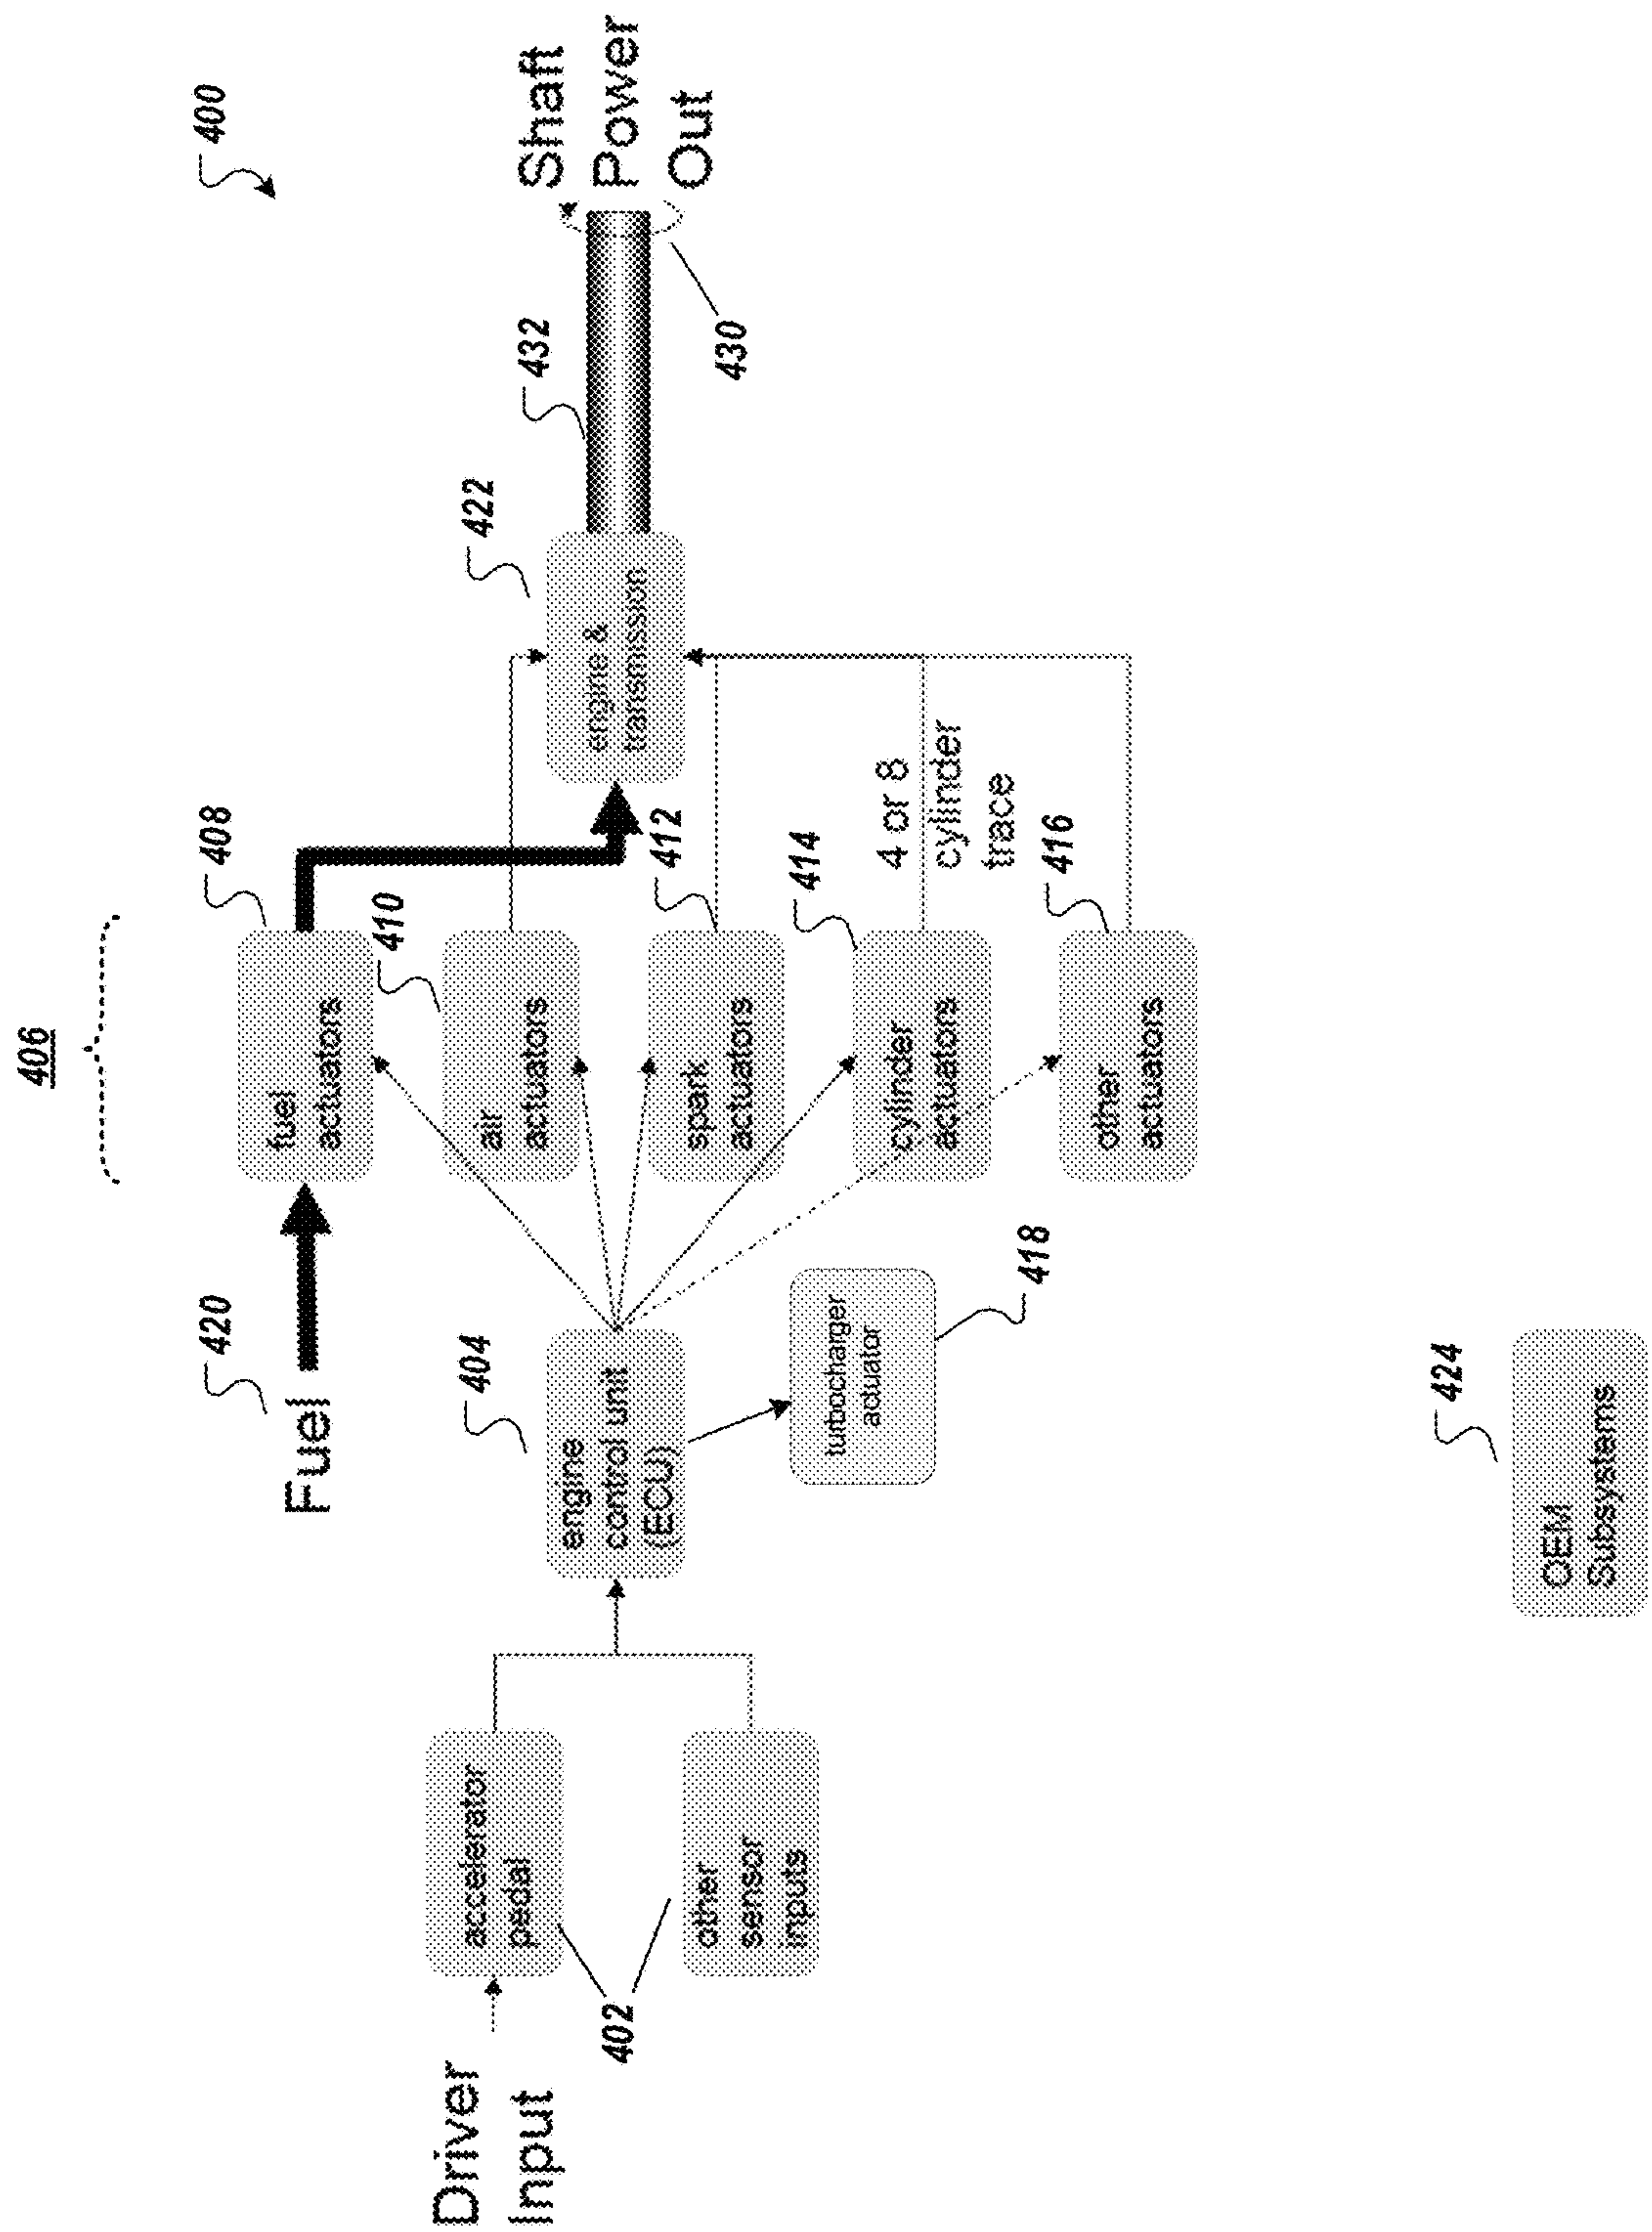 400
406
Fuel
420
fuel
actuators
408
air
actuators
410
Driver
Input
accelerator
pedal
402
other
sensor
inputs
engine
control unit
(ECU)
404
turbocharger
actuator
418
spark
actuators
412
cylinder
actuators
414
4 or 8
cylinder
trace
other
actuators
416
engine &
transmission
422
432
430
Shaft
Power
Out
OEM
Subsystems
424